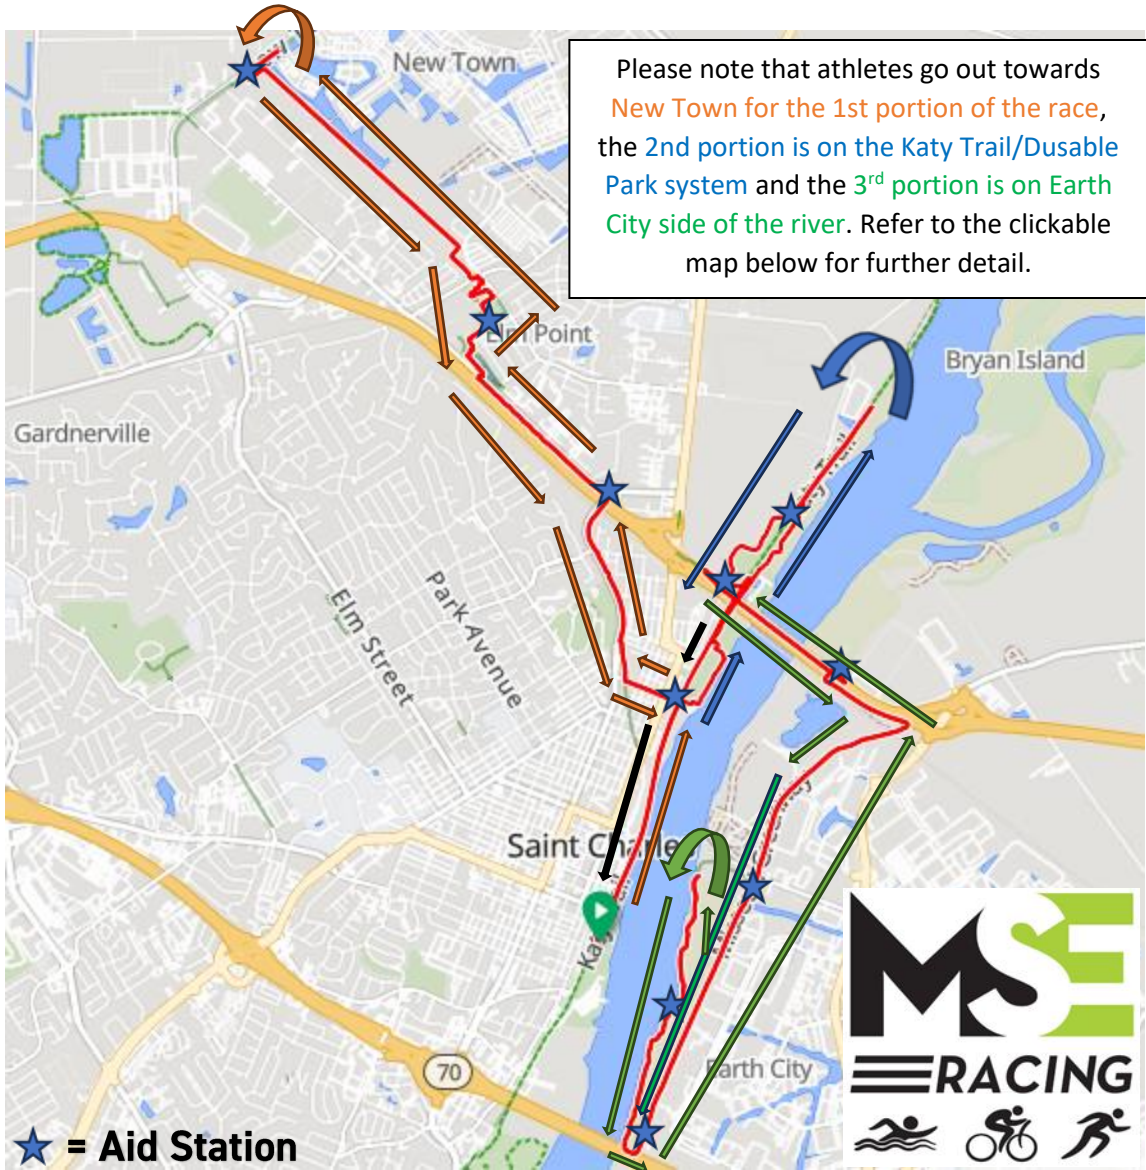 New Town
Please note that athletes go out towards
New Town for the 1st portion of the race,
the 2nd portion is on the Katy Trail/Dusable
Park system and the 3rd portion is on Earth
City side of the river. Refer to the clickable
map below for further detail.
Elm Point
Bryan Island
Gardnerville
Elm Street
Park Avenue
Saint Charles
70
Earth City
MSE
RACING
= Aid Station